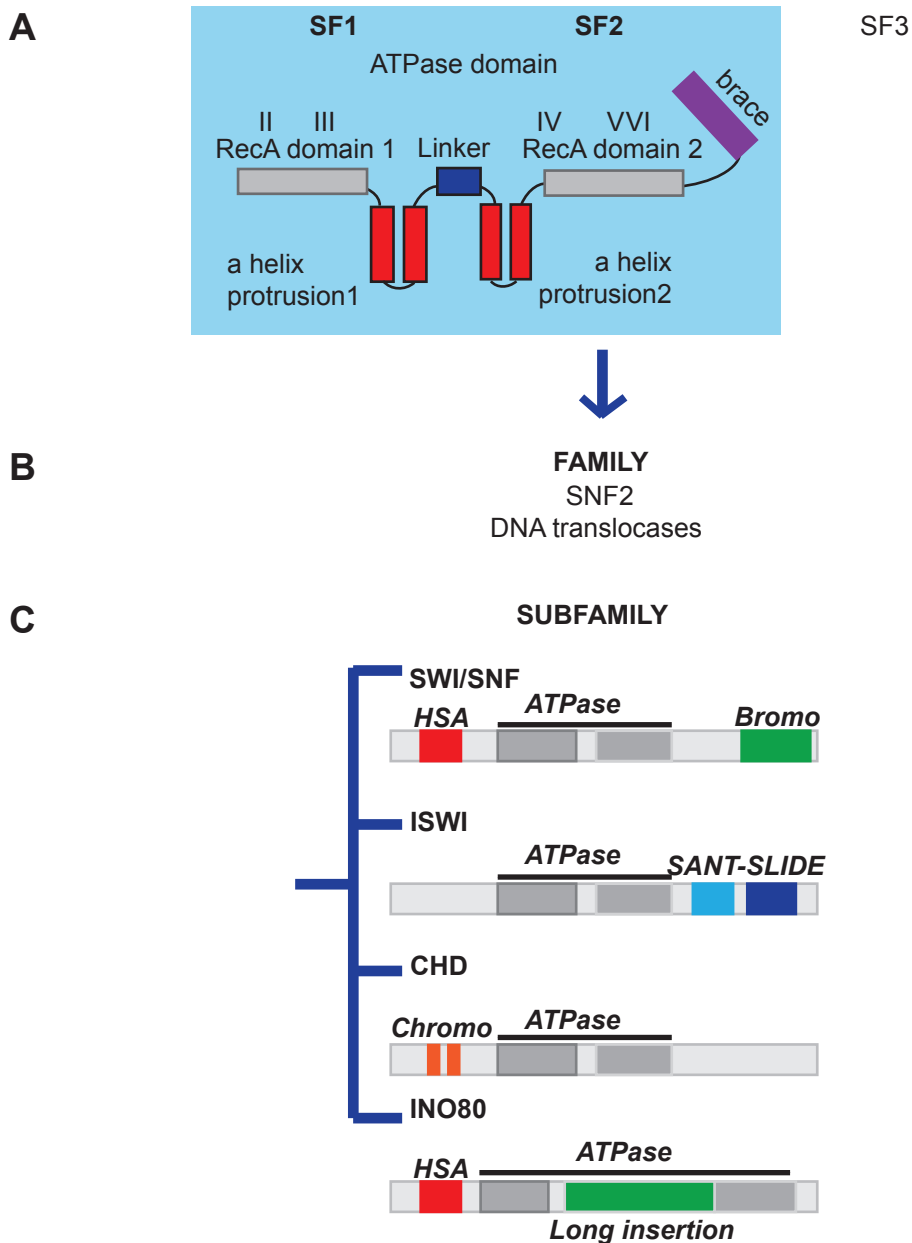 A
SF1 SF2 SF3
ATPase domain
brace
II III IV VVI
RecA domain 1 Linker RecA domain 2
a helix a helix
protrusion1 protrusion2
B
FAMILY
SNF2
DNA translocases
C
SUBFAMILY
SWI/SNF
HSA ATPase Bromo
ISWI
ATPase SANT-SLIDE
CHD
Chromo ATPase
INO80
HSA ATPase
Long insertion